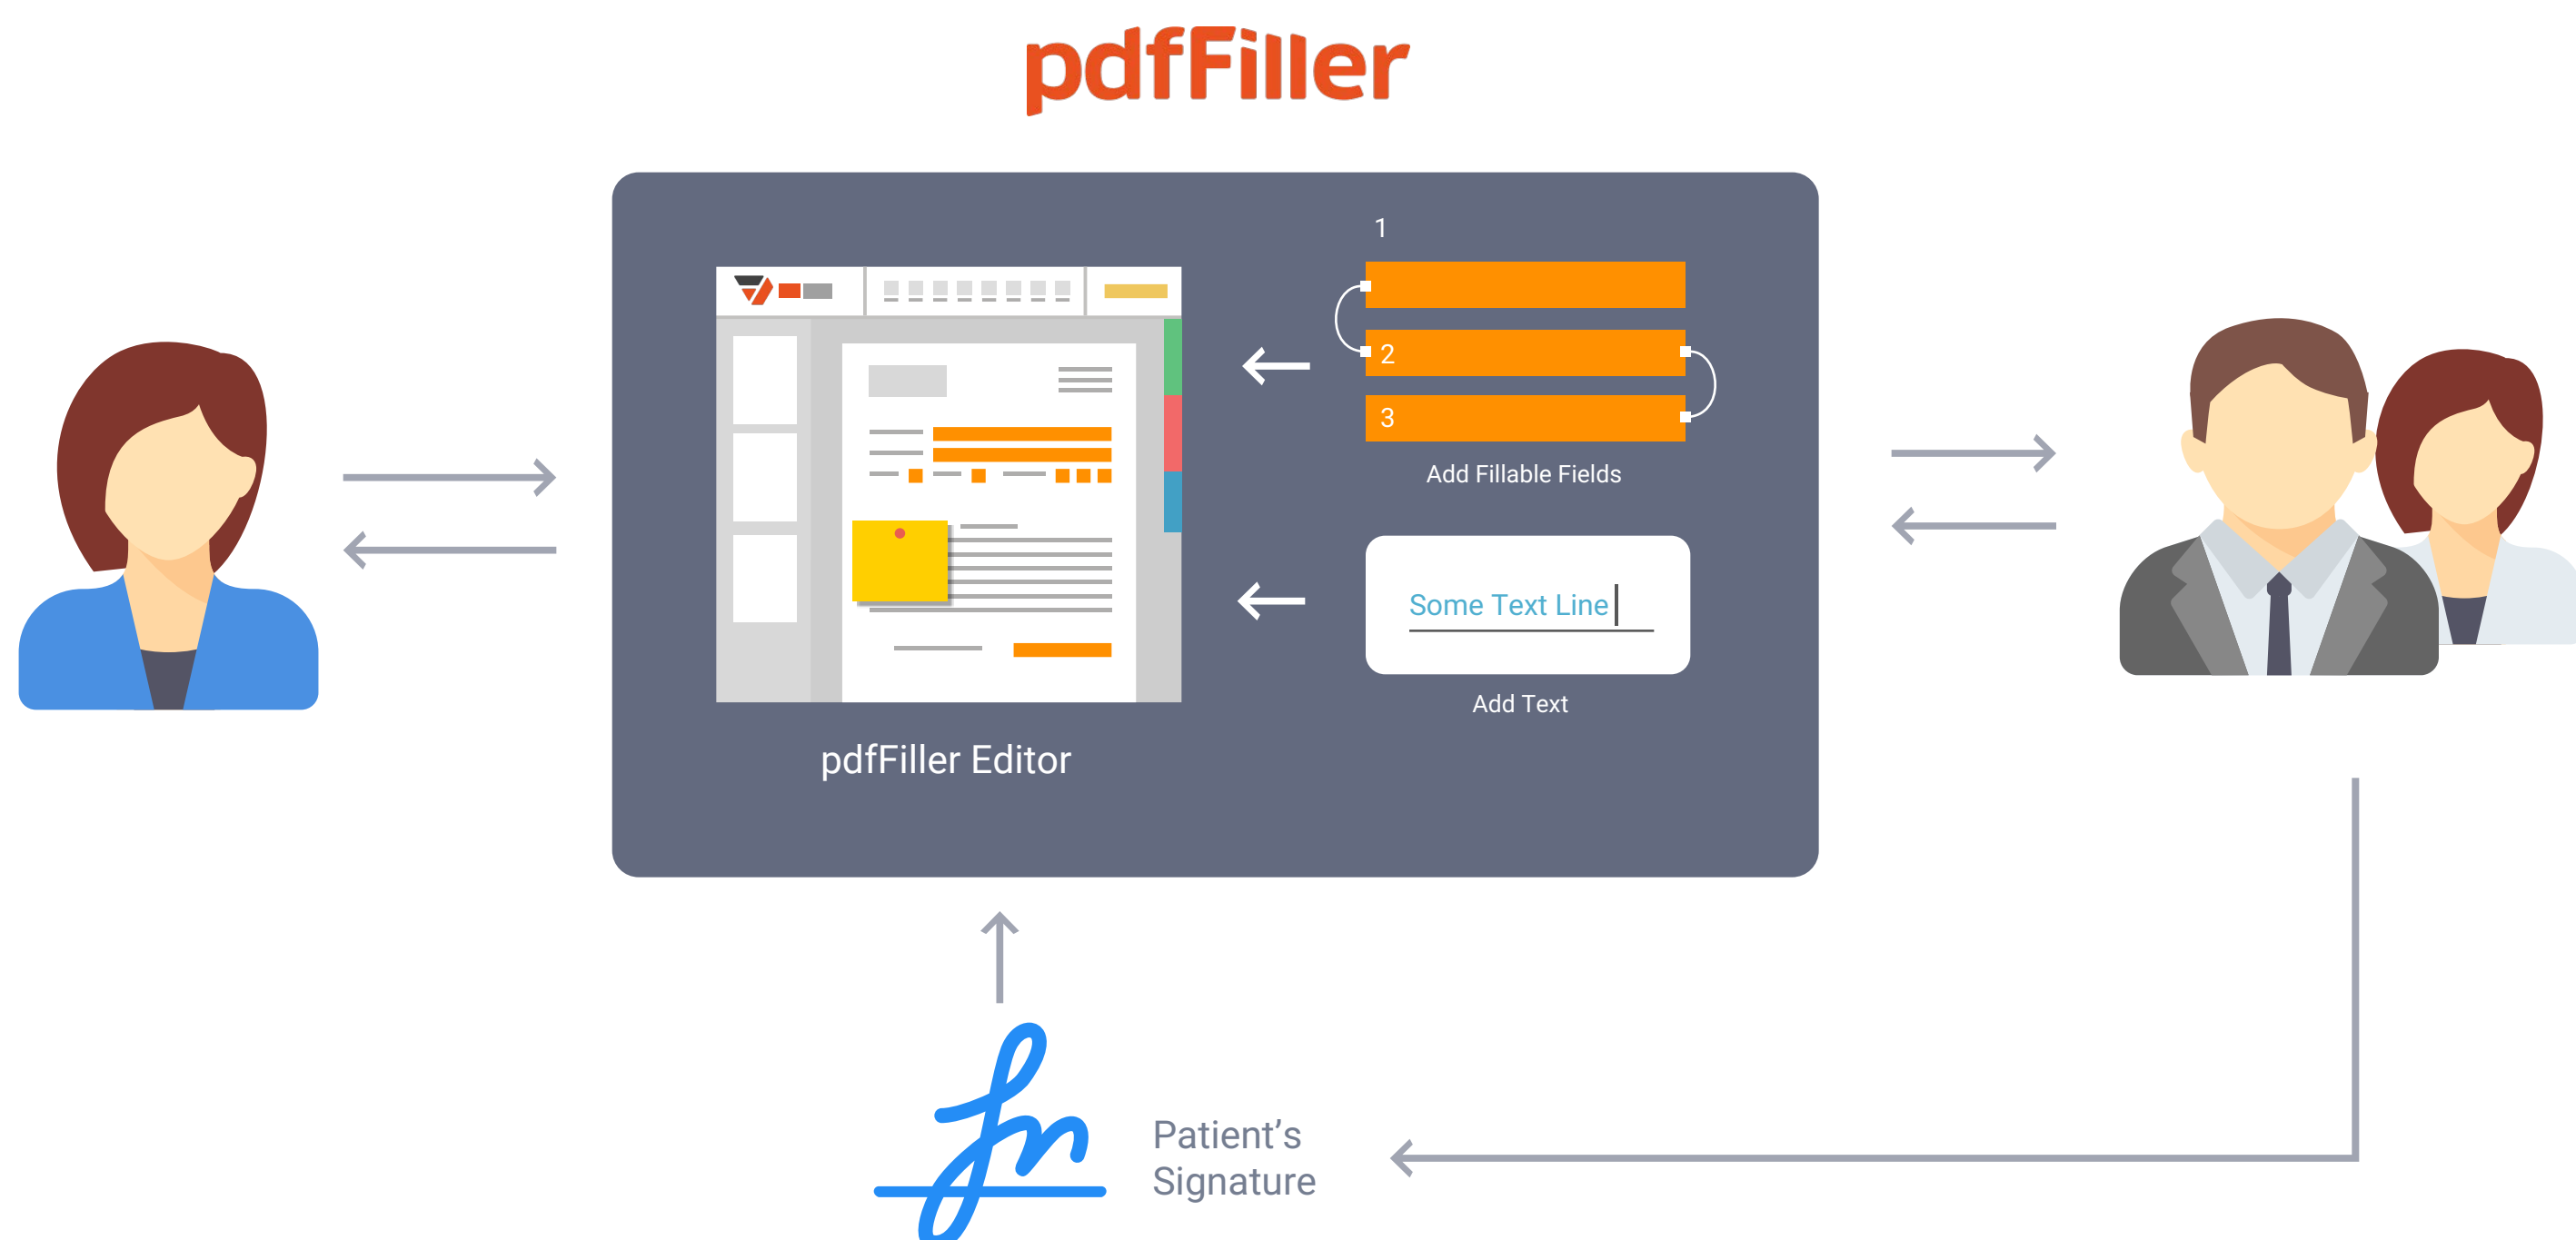 pdfFiller
1
2
3
Add Fillable Fields
Some Text Line
Add Text
pdfFiller Editor
Patient’s
Signature